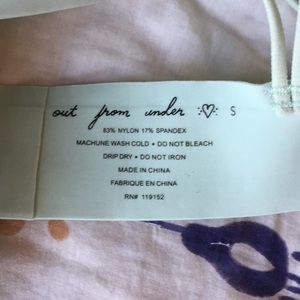 out from under ♡ S
83% NYLON 17% SPANDEX
MACHUNE WASH COLD • DO NOT BLEACH
DRIP DRY • DO NOT IRON
MADE IN CHINA
FABRIQUE EN CHINA
RN# 119152